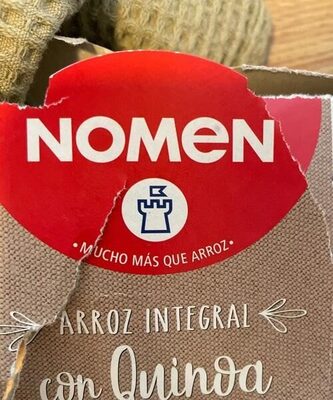 NOMeN
• MUCHO MÁS QUE ARROZ •
ARROZ INTEGRAL
con Quinoa